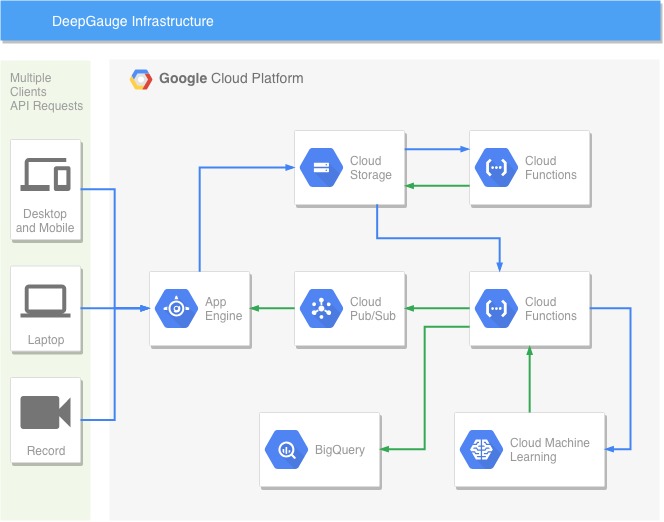 DeepGauge Infrastructure
Multiple
Clients
API Requests
Google Cloud Platform
Desktop
and Mobile
Laptop
Record
Cloud
Storage
Cloud
Functions
App
Engine
Cloud
Pub/Sub
Cloud
Functions
BigQuery
Cloud Machine
Learning